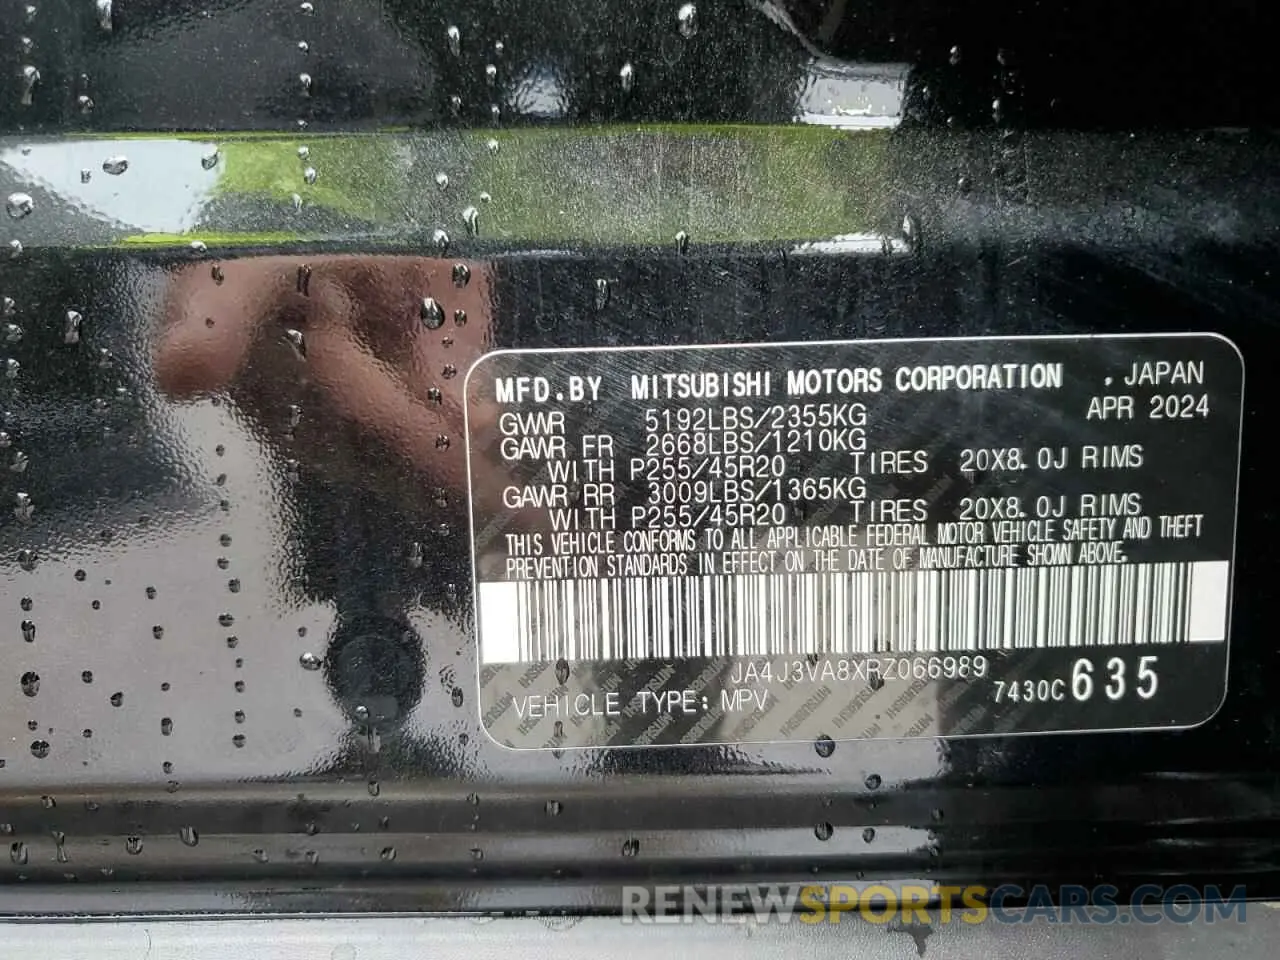 MFD.BY MITSUBISHI MOTORS CORPORATION . JAPAN
APR 2024
GVWR 5192LBS/2355KG
GAWR FR 2668LBS/1210KG
WITH P255/45R20 TIRES 20X8.0J RIMS
GAWR RR 3009LBS/1365KG
WITH P255/45R20 TIRES 20X8.0J RIMS
THIS VEHICLE CONFORMS TO ALL APPLICABLE FEDERAL MOTOR VEHICLE SAFETY AND THEFT
PREVENTION STANDARDS IN EFFECT ON THE DATE OF MANUFACTURE SHOWN ABOVE.
JA4J3VA8XRZ066989
VEHICLE TYPE: MPV 7430C 635
RENEWSPORTSCARS.COM